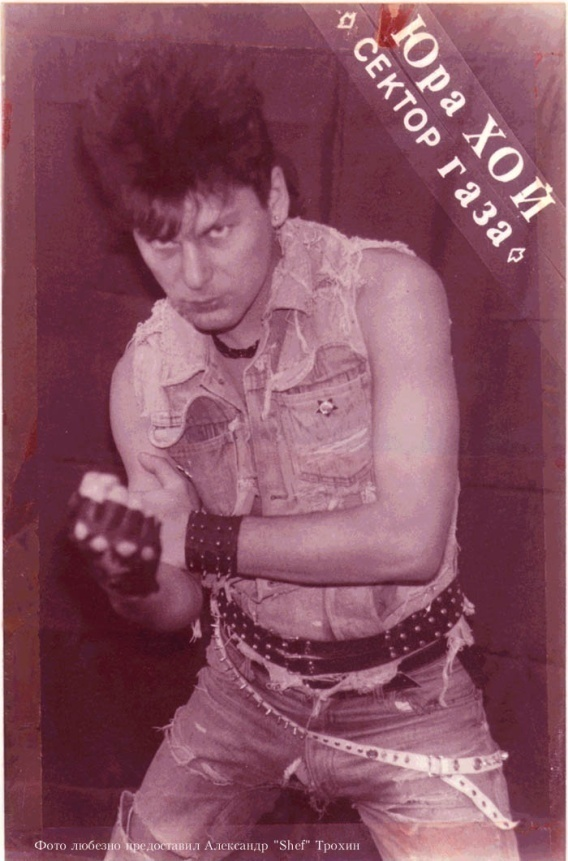 Юра ХОЙ
СЕКТОР газа
Фото любезно предоставил Александр "Shef" Трохин